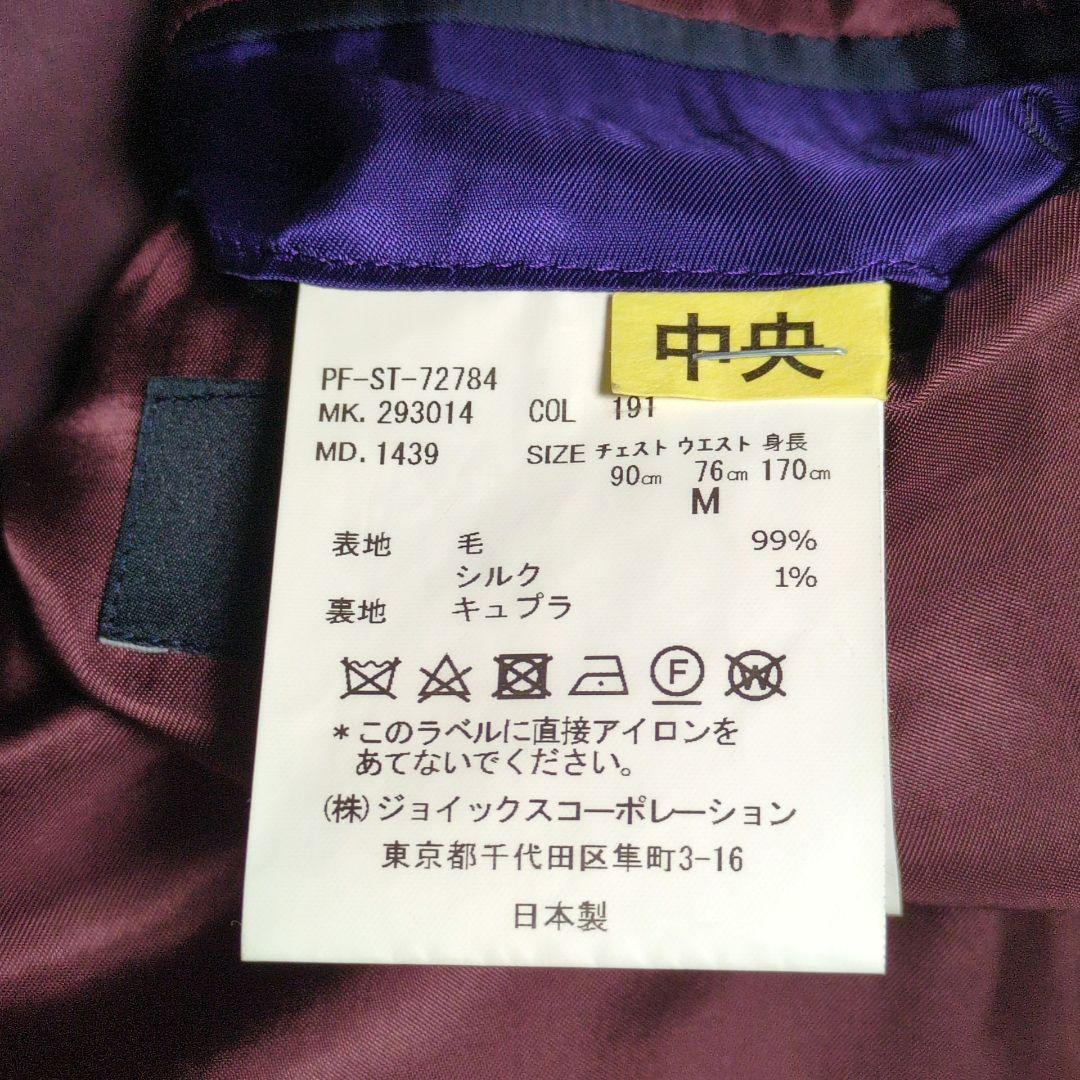 中央
PF-ST-72784
MK. 293014 COL 191
MD. 1439 SIZE チェスト ウエスト 身長
90㎝ 76㎝ 170㎝
M
表地 毛 99%
シルク 1%
裏地 キュプラ
F
W
*このラベルに直接アイロンを
あてないでください。
(株)ジョイックスコーポレーション
東京都千代田区隼町3-16
日本製